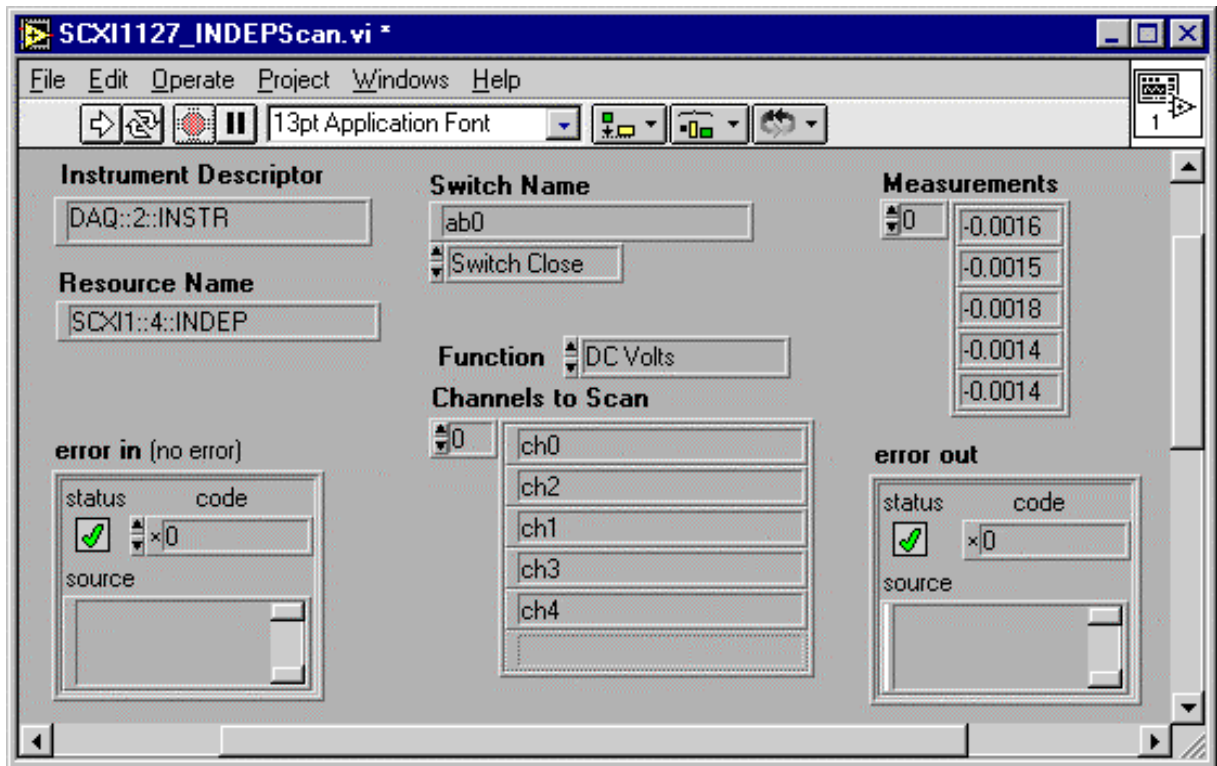 SCXI1127_INDEPScan.vi *
File Edit Operate Project Windows Help
13pt Application Font
1
Instrument Descriptor
DAQ::2::INSTR
Resource Name
SCXI1::4::INDEP
Switch Name
ab0
Switch Close
Function DC Volts
Channels to Scan
0
ch0
ch2
ch1
ch3
ch4
Measurements
0
-0.0016
-0.0015
-0.0018
-0.0014
-0.0014
error in (no error)
status code
×0
source
error out
status code
×0
source